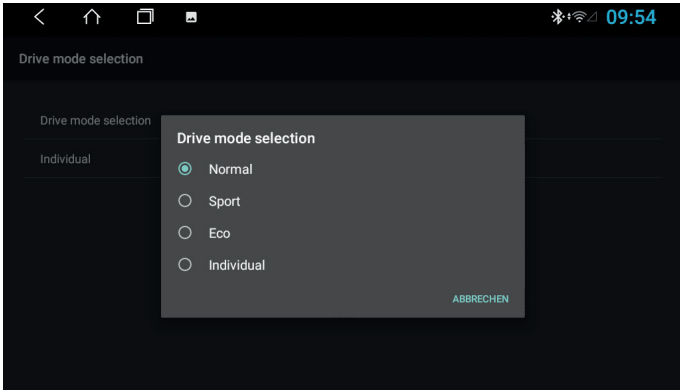 09:54
Drive mode selection
Drive mode selection
Individual
Drive mode selection
Normal
Sport
Eco
Individual
ABBRECHEN